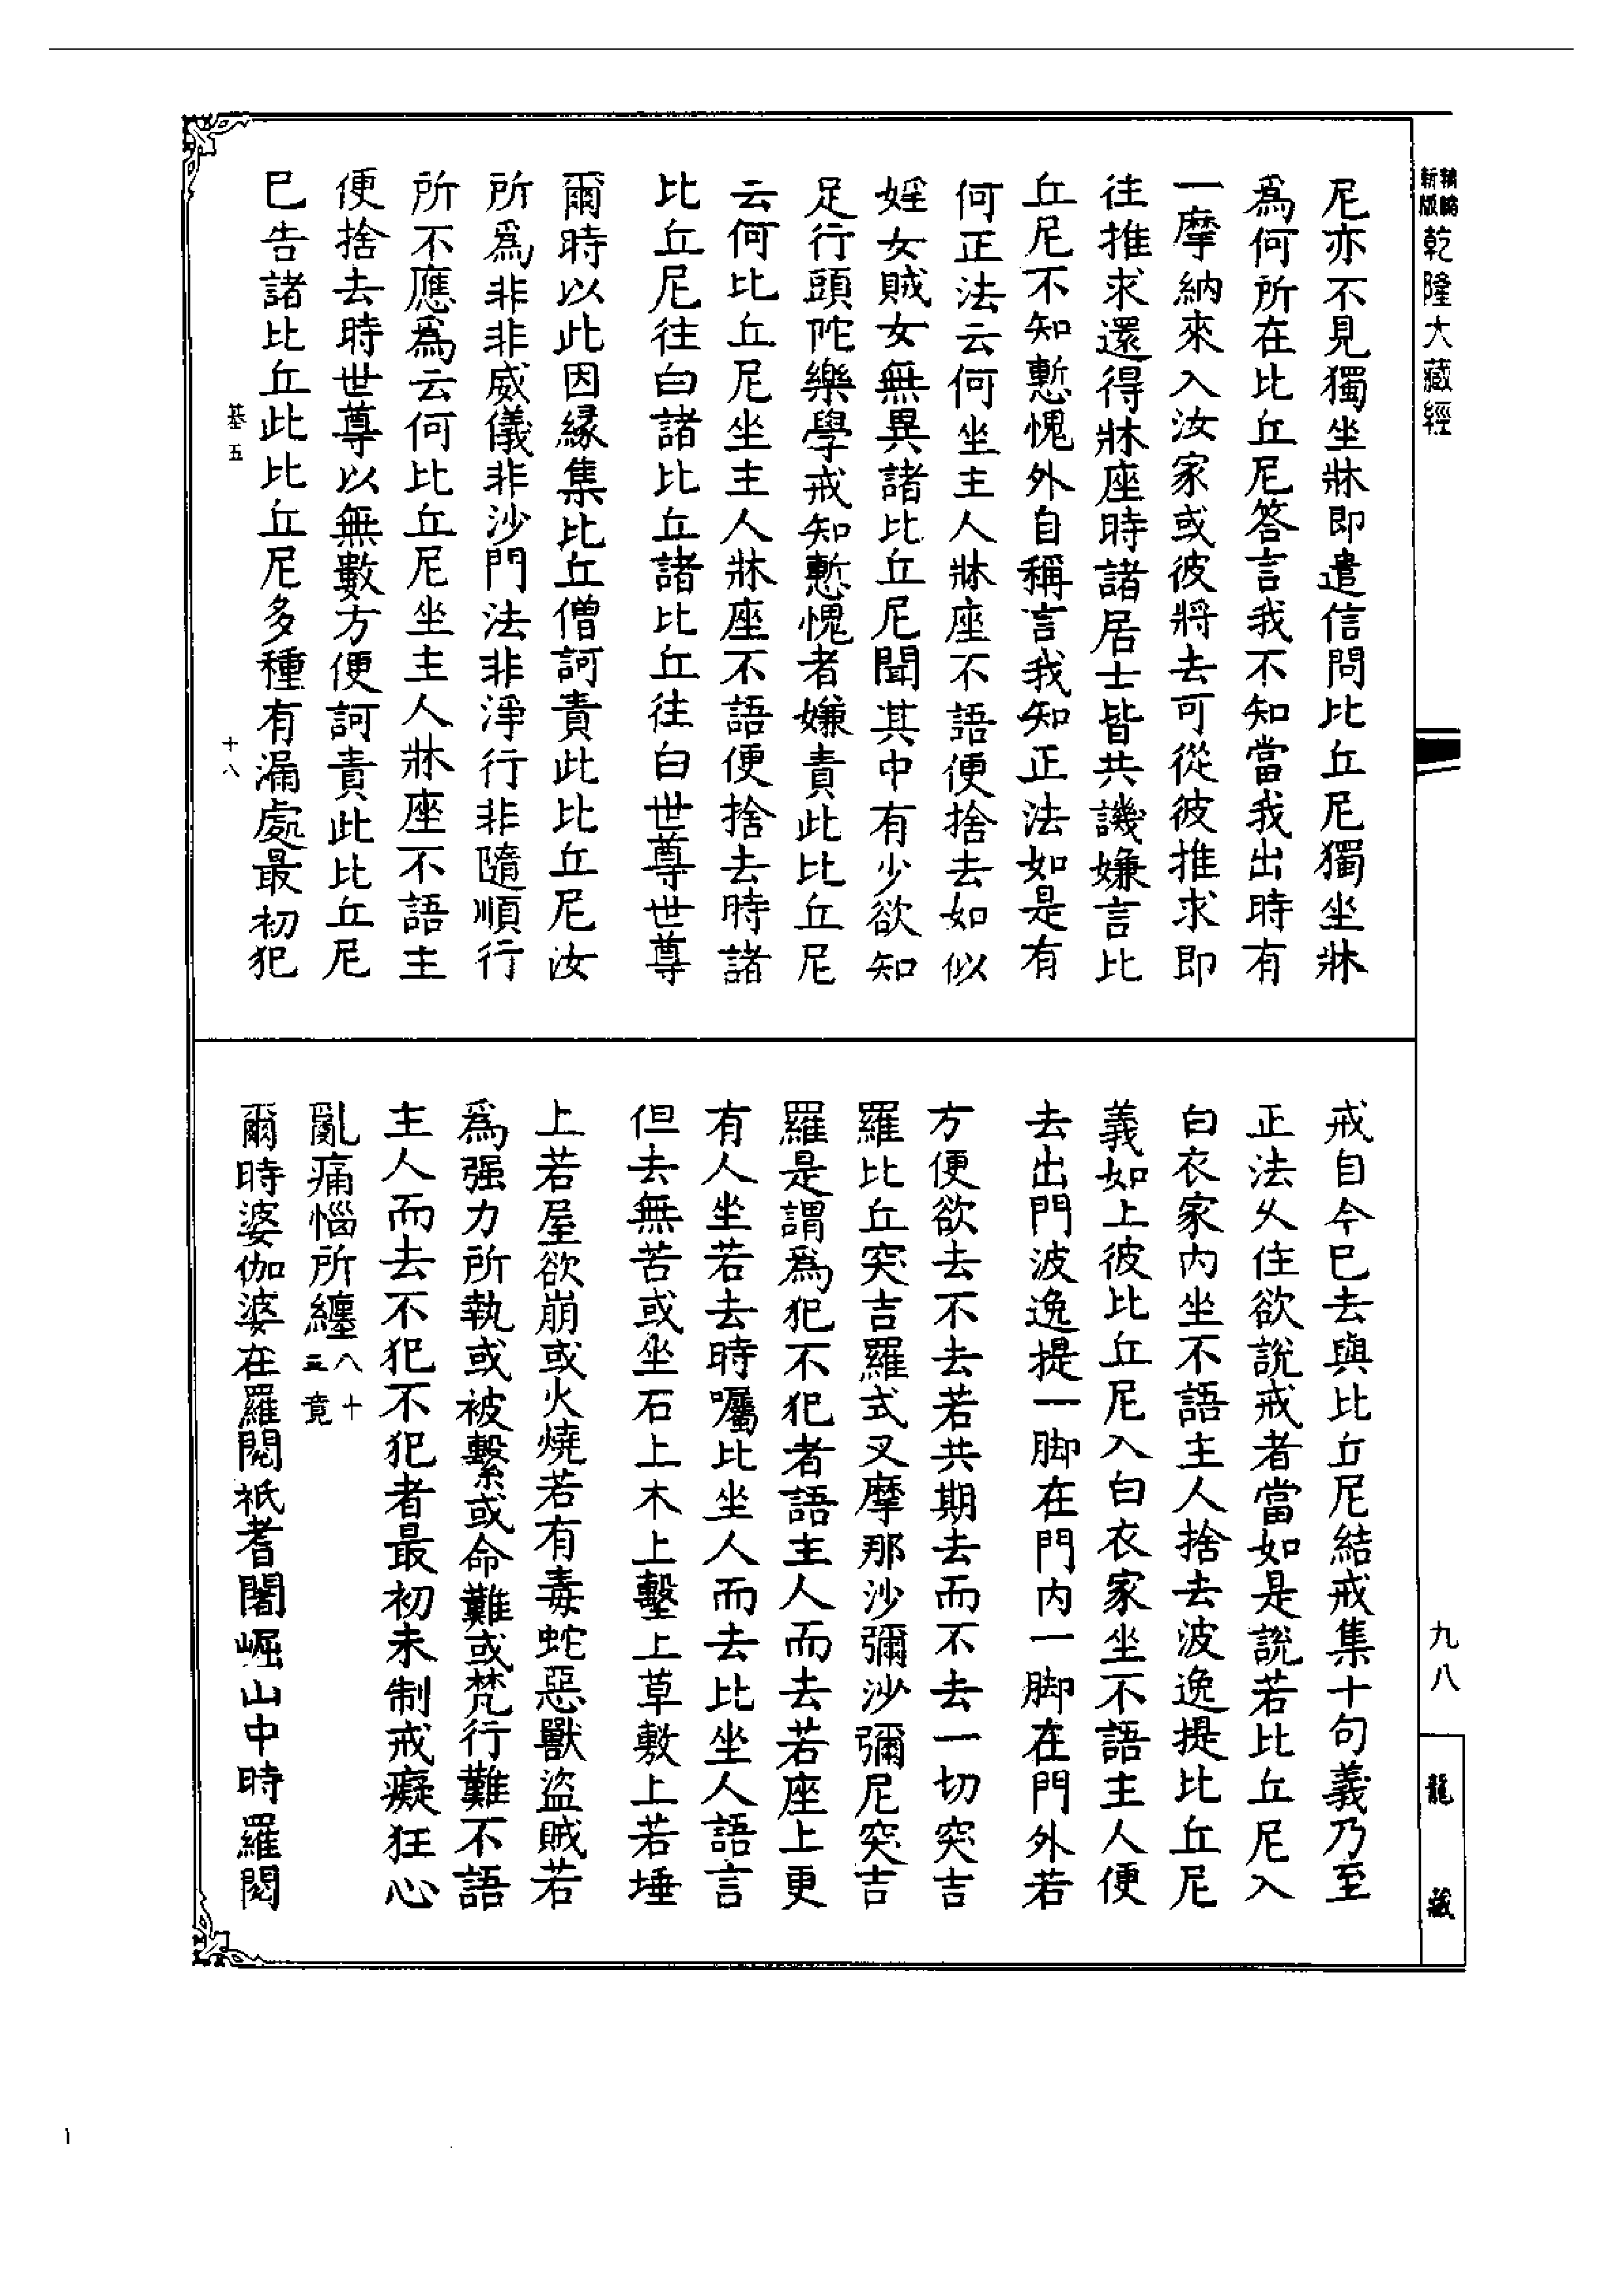 新編縮版乾隆大藏經
尼亦不見獨坐牀即遣信問比丘尼獨坐牀
爲何所在比丘尼答言我不知當我出時有
一摩納來入汝家或彼將去可從彼推求即
往推求還得牀座時諸居士皆共譏嫌言比
丘尼不知慙愧外自稱言我知正法如是有
何正法云何坐主人牀座不語便捨去如似
婬女賊女無異諸比丘尼聞其中有少欲知
足行頭陀樂學戒知慙愧者嫌責此比丘尼
云何比丘尼坐主人牀座不語便捨去時諸
比丘尼往白諸比丘諸比丘往白世尊世尊
爾時以此因緣集比丘僧訶責此比丘尼汝
所爲非非威儀非沙門法非淨行非隨順行
所不應爲云何比丘尼坐主人牀座不語主
便捨去時世尊以無數方便訶責此比丘尼
巳告諸比丘此比丘尼多種有漏處最初犯
基五
十八
戒自今巳去與比丘尼結戒集十句義乃至
正法久住欲說戒者當如是說若比丘尼入
白衣家內坐不語主人捨去波逸提比丘尼
義如上彼比丘尼入白衣家坐不語主人便
去出門波逸提一脚在門內一脚在門外若
方便欲去不去若共期去而不去一切突吉
羅比丘突吉羅式叉摩那沙彌沙彌尼突吉
羅是謂爲犯不犯者語主人而去若座上更
有人坐若去時囑比坐人而去比坐人語言
但去無苦或坐石上木上墼上草敷上若埵
上若屋欲崩或火燒若有毒蛇惡獸盜賊若
爲强力所執或被繫或命難或梵行難不語
主人而去不犯不犯者最初未制戒癡狂心
亂痛惱所纏八十三竟
爾時婆伽婆在羅閱祇耆闍崛山中時羅閱
九八
龍藏